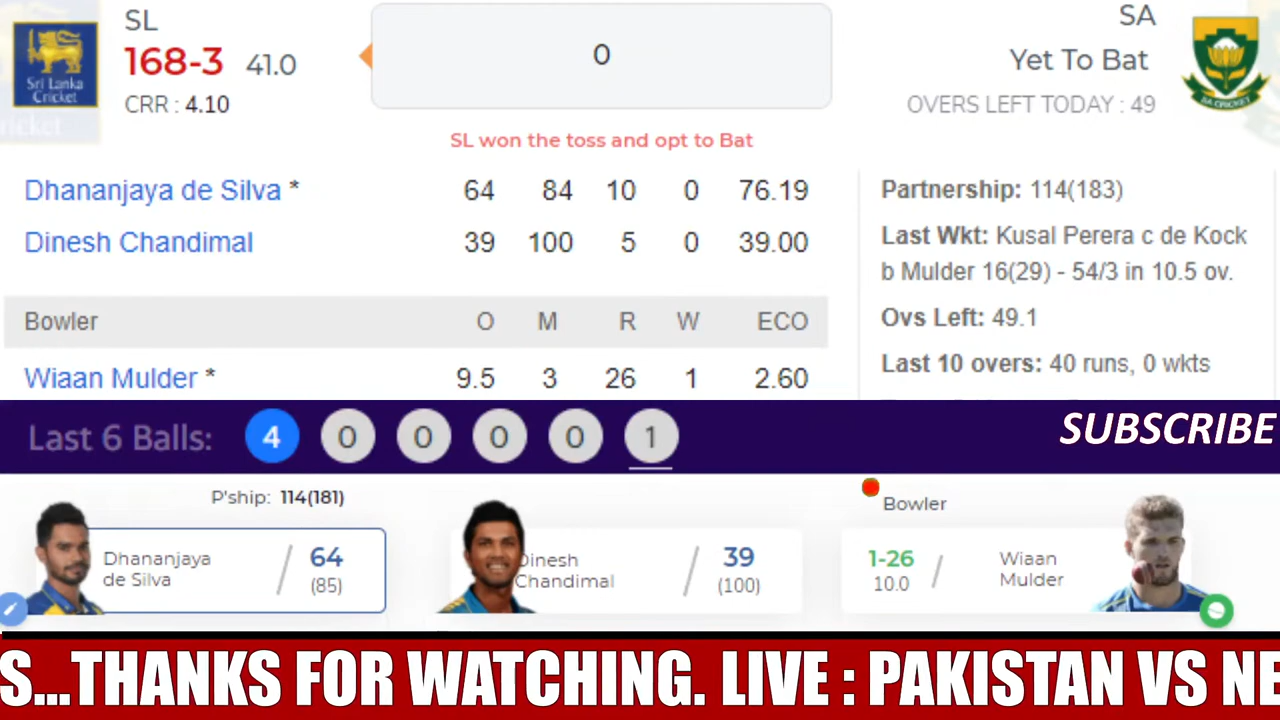 SL
168-3 41.0
CRR : 4.10
Sri Lanka
Cricket
0
SA
Yet To Bat
OVERS LEFT TODAY : 49
SA CRICKET
SL won the toss and opt to Bat
Dhananjaya de Silva * 64 84 10 0 76.19
Dinesh Chandimal 39 100 5 0 39.00
Bowler O M R W ECO
Wiaan Mulder * 9.5 3 26 1 2.60
Partnership: 114(183)
Last Wkt: Kusal Perera c de Kock
b Mulder 16(29) - 54/3 in 10.5 ov.
Ovs Left: 49.1
Last 10 overs: 40 runs, 0 wkts
Last 6 Balls: 4 0 0 0 0 1
SUBSCRIBE
P'ship: 114(181)
Dhananjaya
de Silva
64
(85)
Dinesh
Chandimal
39
(100)
Bowler
1-26
10.0
Wiaan
Mulder
S...THANKS FOR WATCHING. LIVE : PAKISTAN VS NE